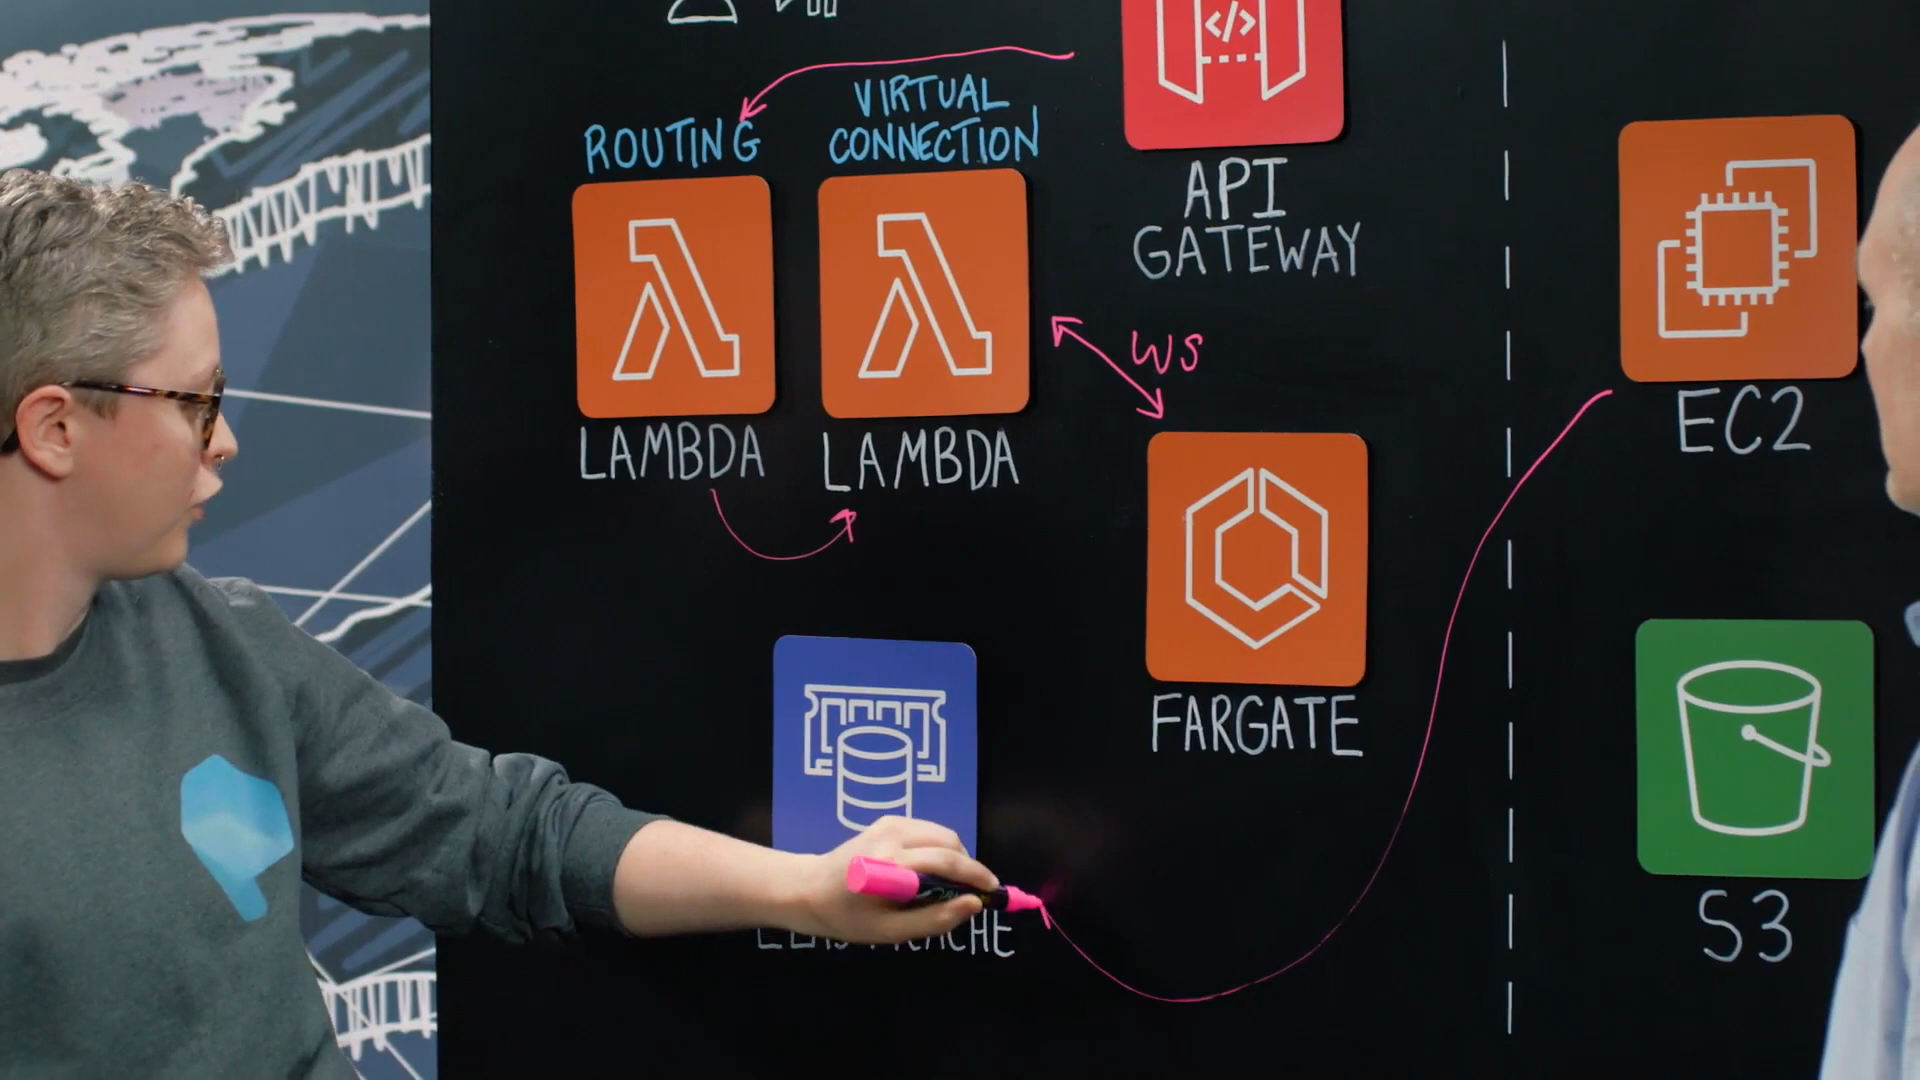 </>
VIRTUAL
CONNECTION
ROUTING
API
GATEWAY
LAMBDA
LAMBDA
WS
EC2
FARGATE
S3